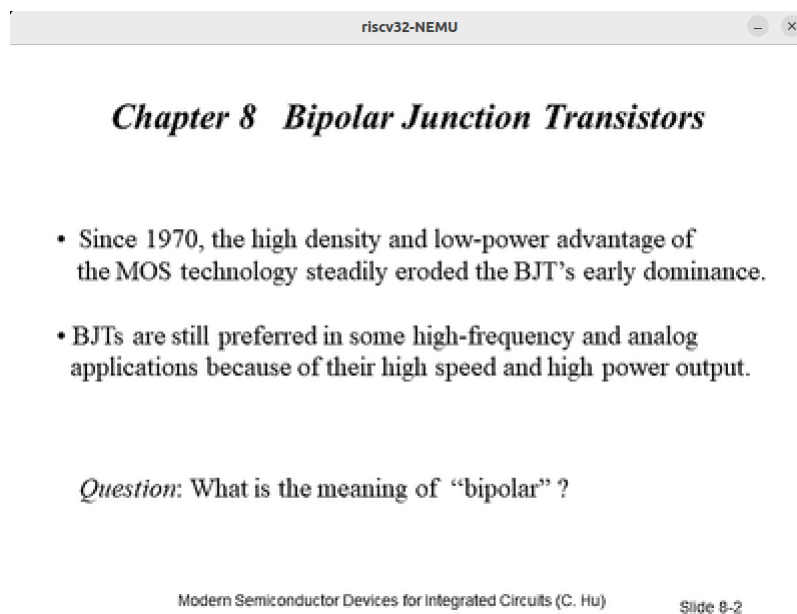 riscv32-NEMU
Chapter 8 Bipolar Junction Transistors
• Since 1970, the high density and low-power advantage of
the MOS technology steadily eroded the BJT’s early dominance.
• BJTs are still preferred in some high-frequency and analog
applications because of their high speed and high power output.
Question: What is the meaning of “bipolar” ?
Modern Semiconductor Devices for Integrated Circuits (C. Hu)
Slide 8-2